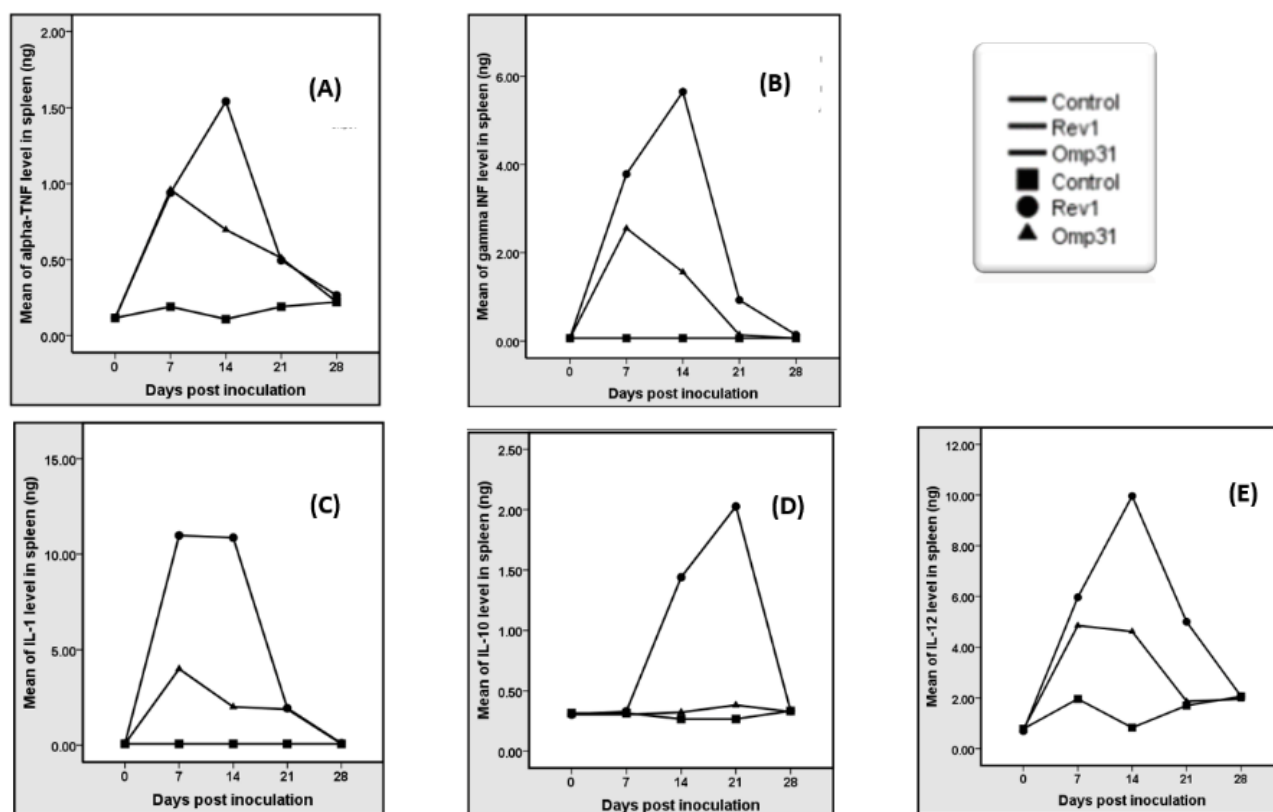 Mean of alpha-TNF level in spleen (ng)
2.00
1.50
1.00
0.50
0.00
(A)
0
7
14
21
28
Days post inoculation
Mean of gamma INF level in spleen (ng)
6.00
4.00
2.00
0.00
(B)
0
7
14
21
28
Days post inoculation
Control
Rev1
Omp31
Control
Rev1
Omp31
Mean of IL-1 level in spleen (ng)
15.00
10.00
5.00
0.00
(C)
0
7
14
21
28
Days post inoculation
Mean of IL-10 level in spleen (ng)
2.50
2.00
1.50
1.00
0.50
0.00
(D)
0
7
14
21
28
Days post inoculation
Mean of IL-12 level in spleen (ng)
12.00
10.00
8.00
6.00
4.00
2.00
0.00
(E)
0
7
14
21
28
Days post inoculation